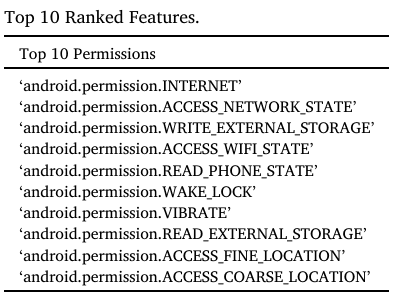 Top 10 Ranked Features.
Top 10 Permissions
‘android.permission.INTERNET’
‘android.permission.ACCESS_NETWORK_STATE’
‘android.permission.WRITE_EXTERNAL_STORAGE’
‘android.permission.ACCESS_WIFI_STATE’
‘android.permission.READ_PHONE_STATE’
‘android.permission.WAKE_LOCK’
‘android.permission.VIBRATE’
‘android.permission.READ_EXTERNAL_STORAGE’
‘android.permission.ACCESS_FINE_LOCATION’
‘android.permission.ACCESS_COARSE_LOCATION’